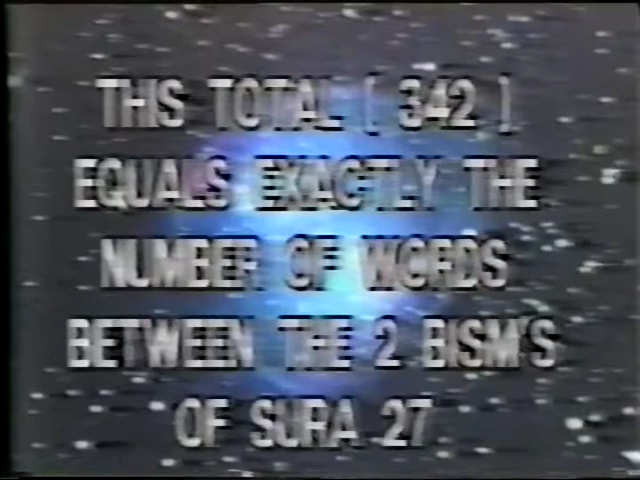 THIS TOTAL [ 342 ]
EQUALS EXACTLY THE
NUMBER OF WORDS
BETWEEN THE 2 BISM'S
OF SURA 27